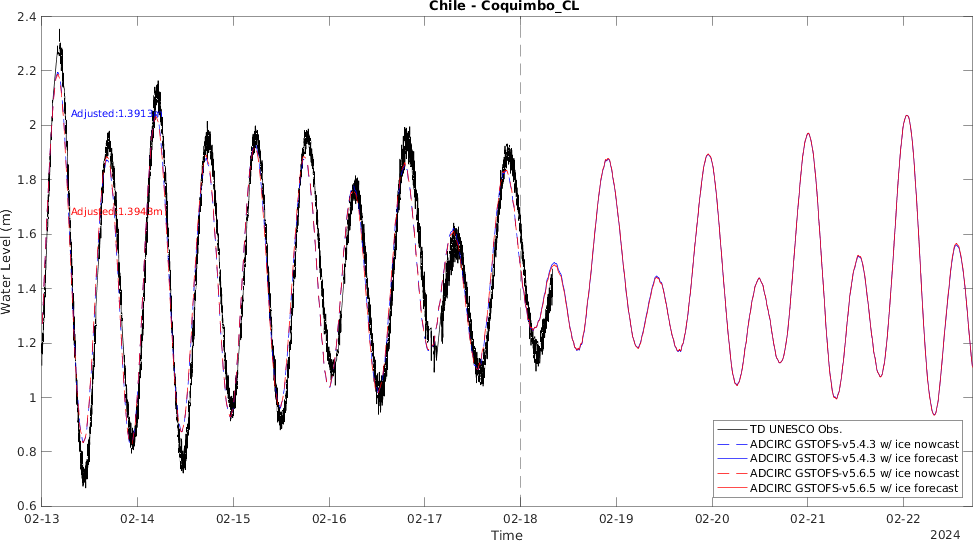 Chile - Coquimbo_CL
2.4
2.2
2
1.8
1.6
1.4
1.2
1
0.8
0.6
Water Level (m)
Adjusted:1.3913m
Adjusted:1.3943m
TD UNESCO Obs.
ADCIRC GSTOFS-v5.4.3 w/ ice nowcast
ADCIRC GSTOFS-v5.4.3 w/ ice forecast
ADCIRC GSTOFS-v5.6.5 w/ ice nowcast
ADCIRC GSTOFS-v5.6.5 w/ ice forecast
02-13 02-14 02-15 02-16 02-17 02-18 02-19 02-20 02-21 02-22
Time
2024